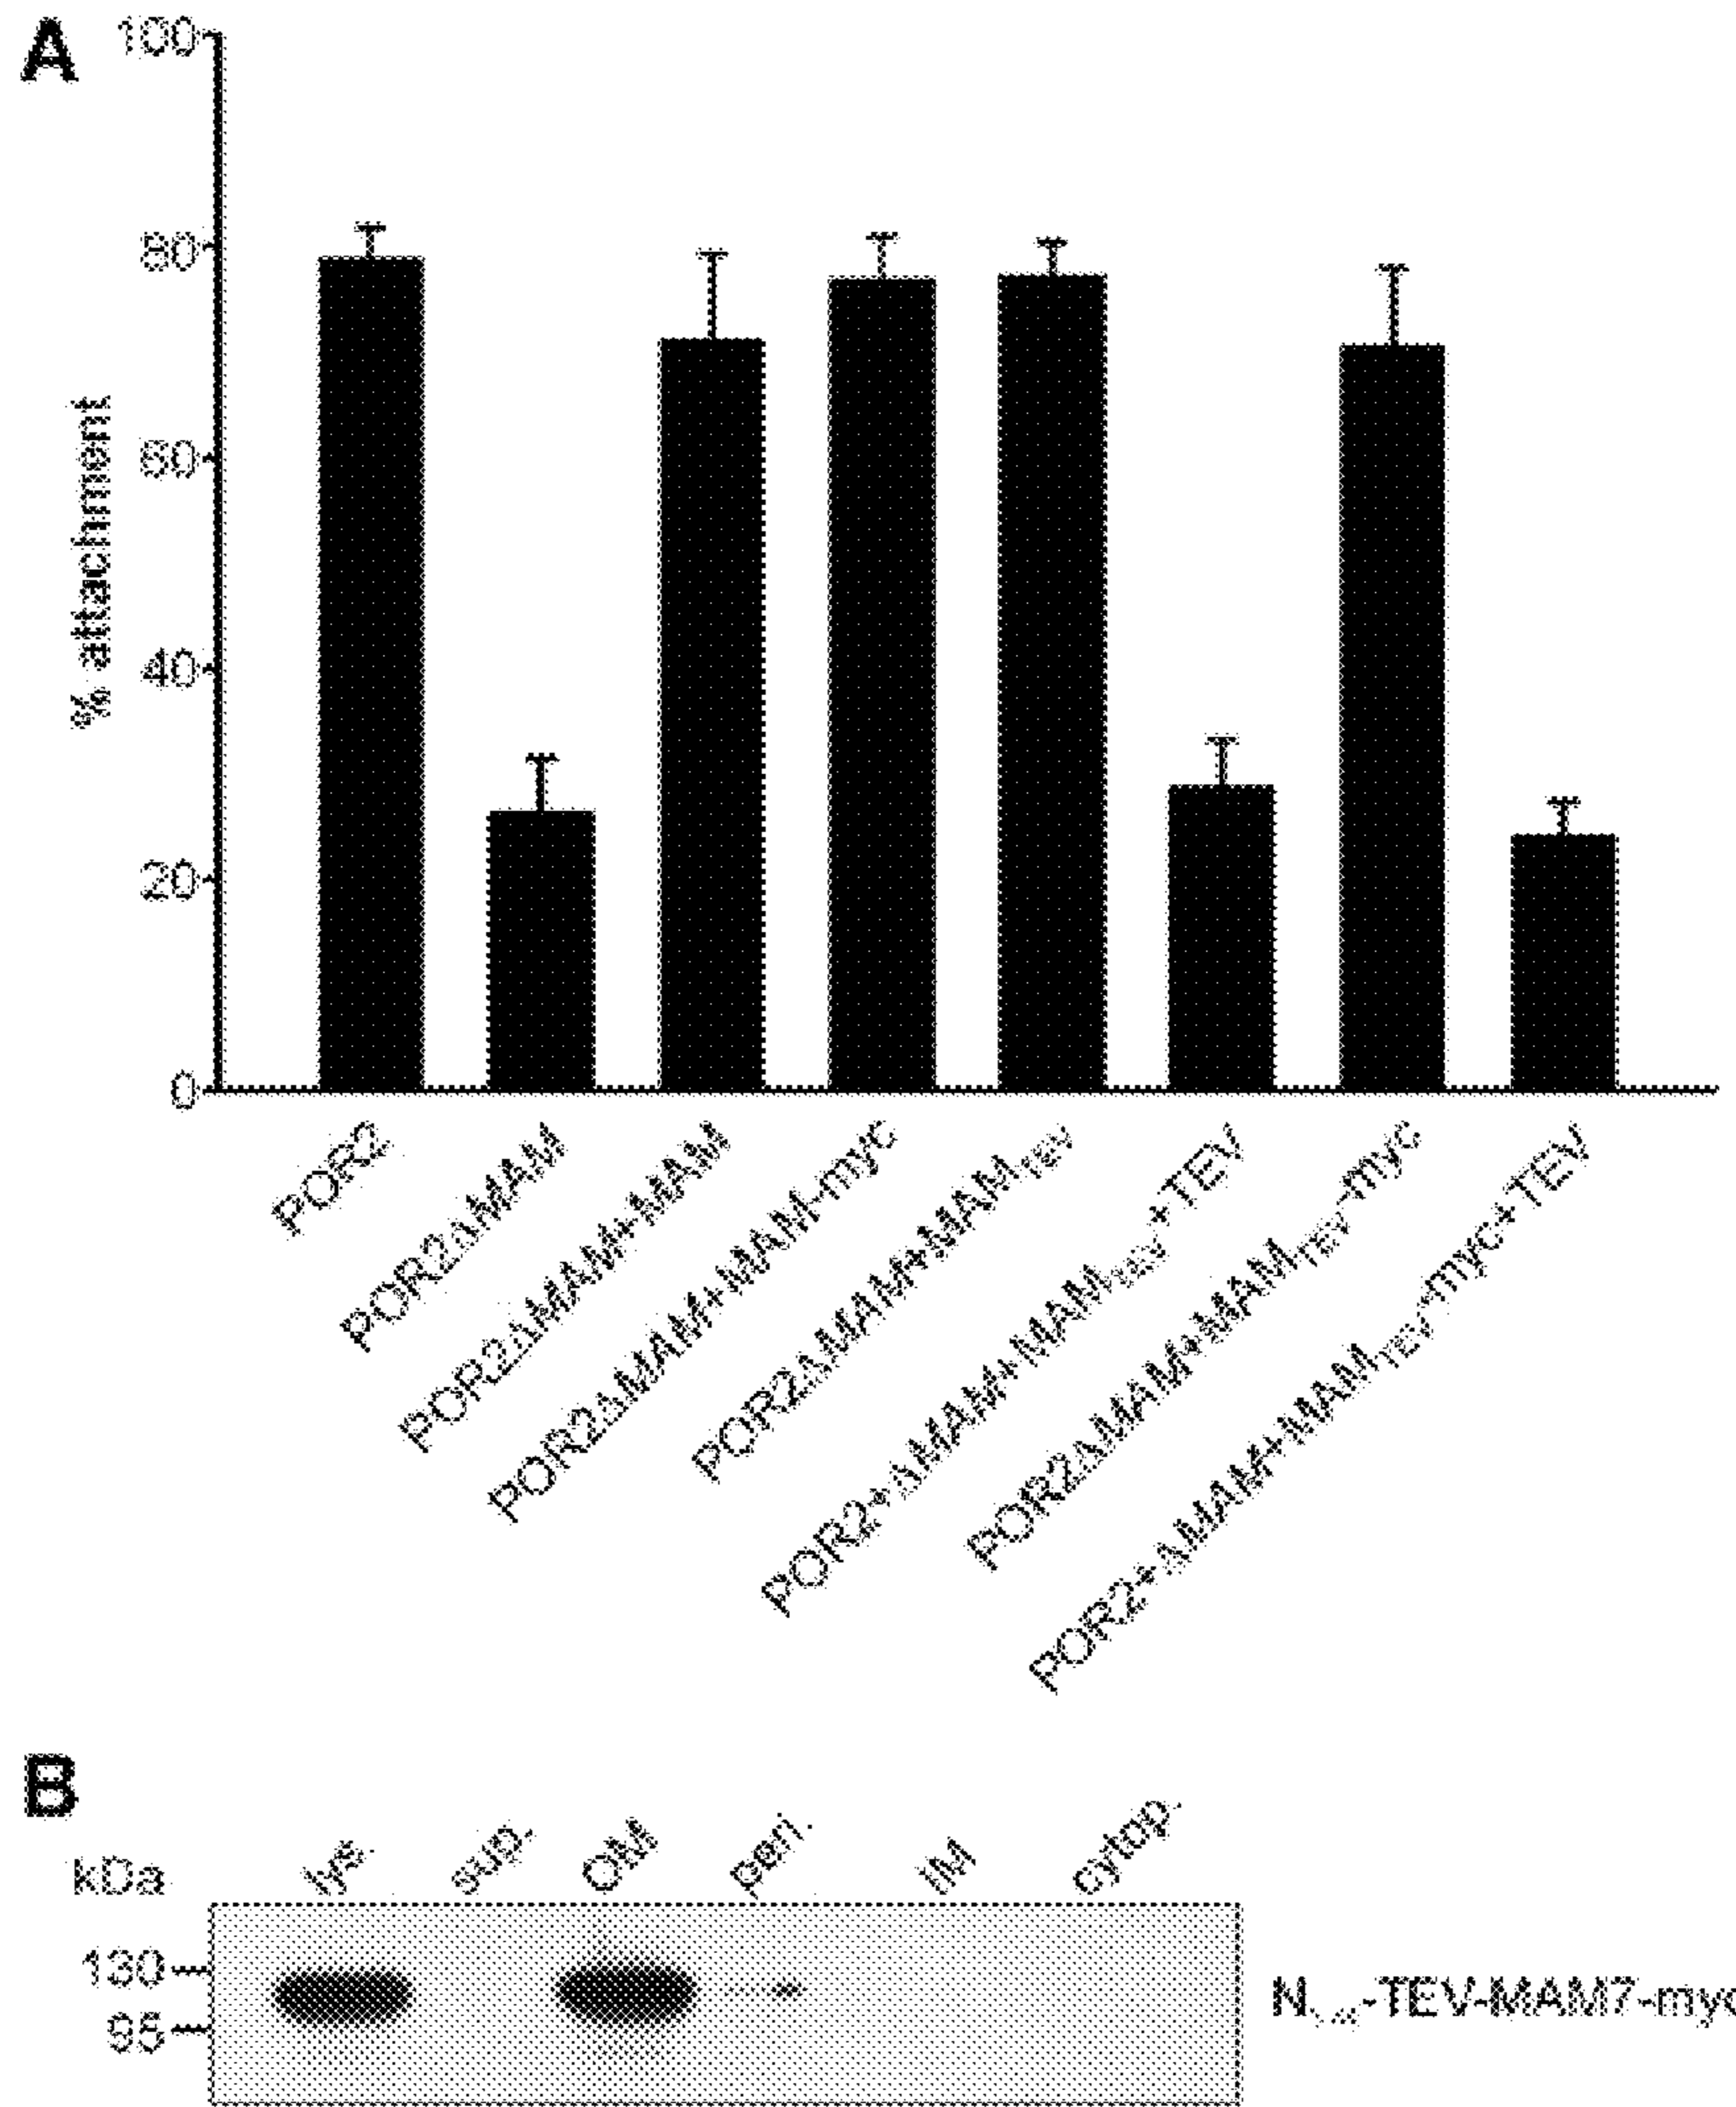 A
100
80
60
40
20
0
% attachment
POR2
POR2ΔMAM
POR2ΔMAM+MAM
POR2ΔMAM+MAM-myc
POR2ΔMAM+MAMTEV
POR2+ΔMAM+MAMTEV+TEV
POR2ΔMAM+MAMTEV-myc
POR2+ΔMAM+MAMTEV-myc+TEV
B
kDa
lys.
sup.
OM
peri.
IM
cytop.
130
95
-TEV-MAM7-myc